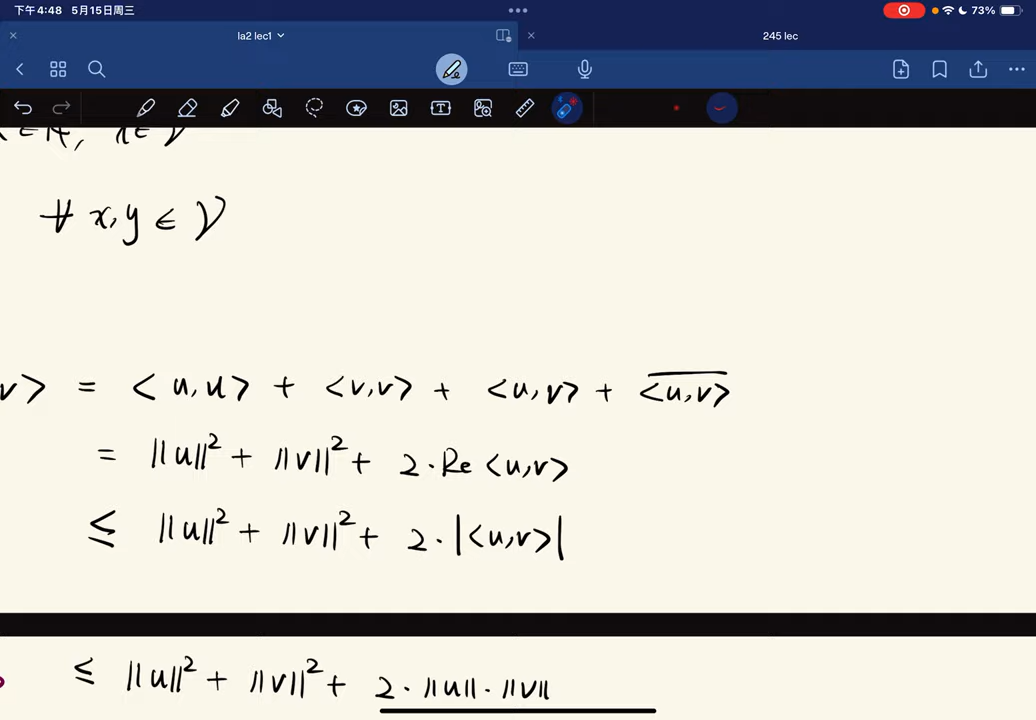 下午4:48 5月15日周三 73%
la2 lec1 245 lec
∀ x, y ∈ V
v> = <u,u> + <v,v> + <u,v> + \overline{<u,v>}
= ||u||² + ||v||² + 2·Re<u,v>
≤ ||u||² + ||v||² + 2·|<u,v>|
≤ ||u||² + ||v||² + 2·||u||·||v||